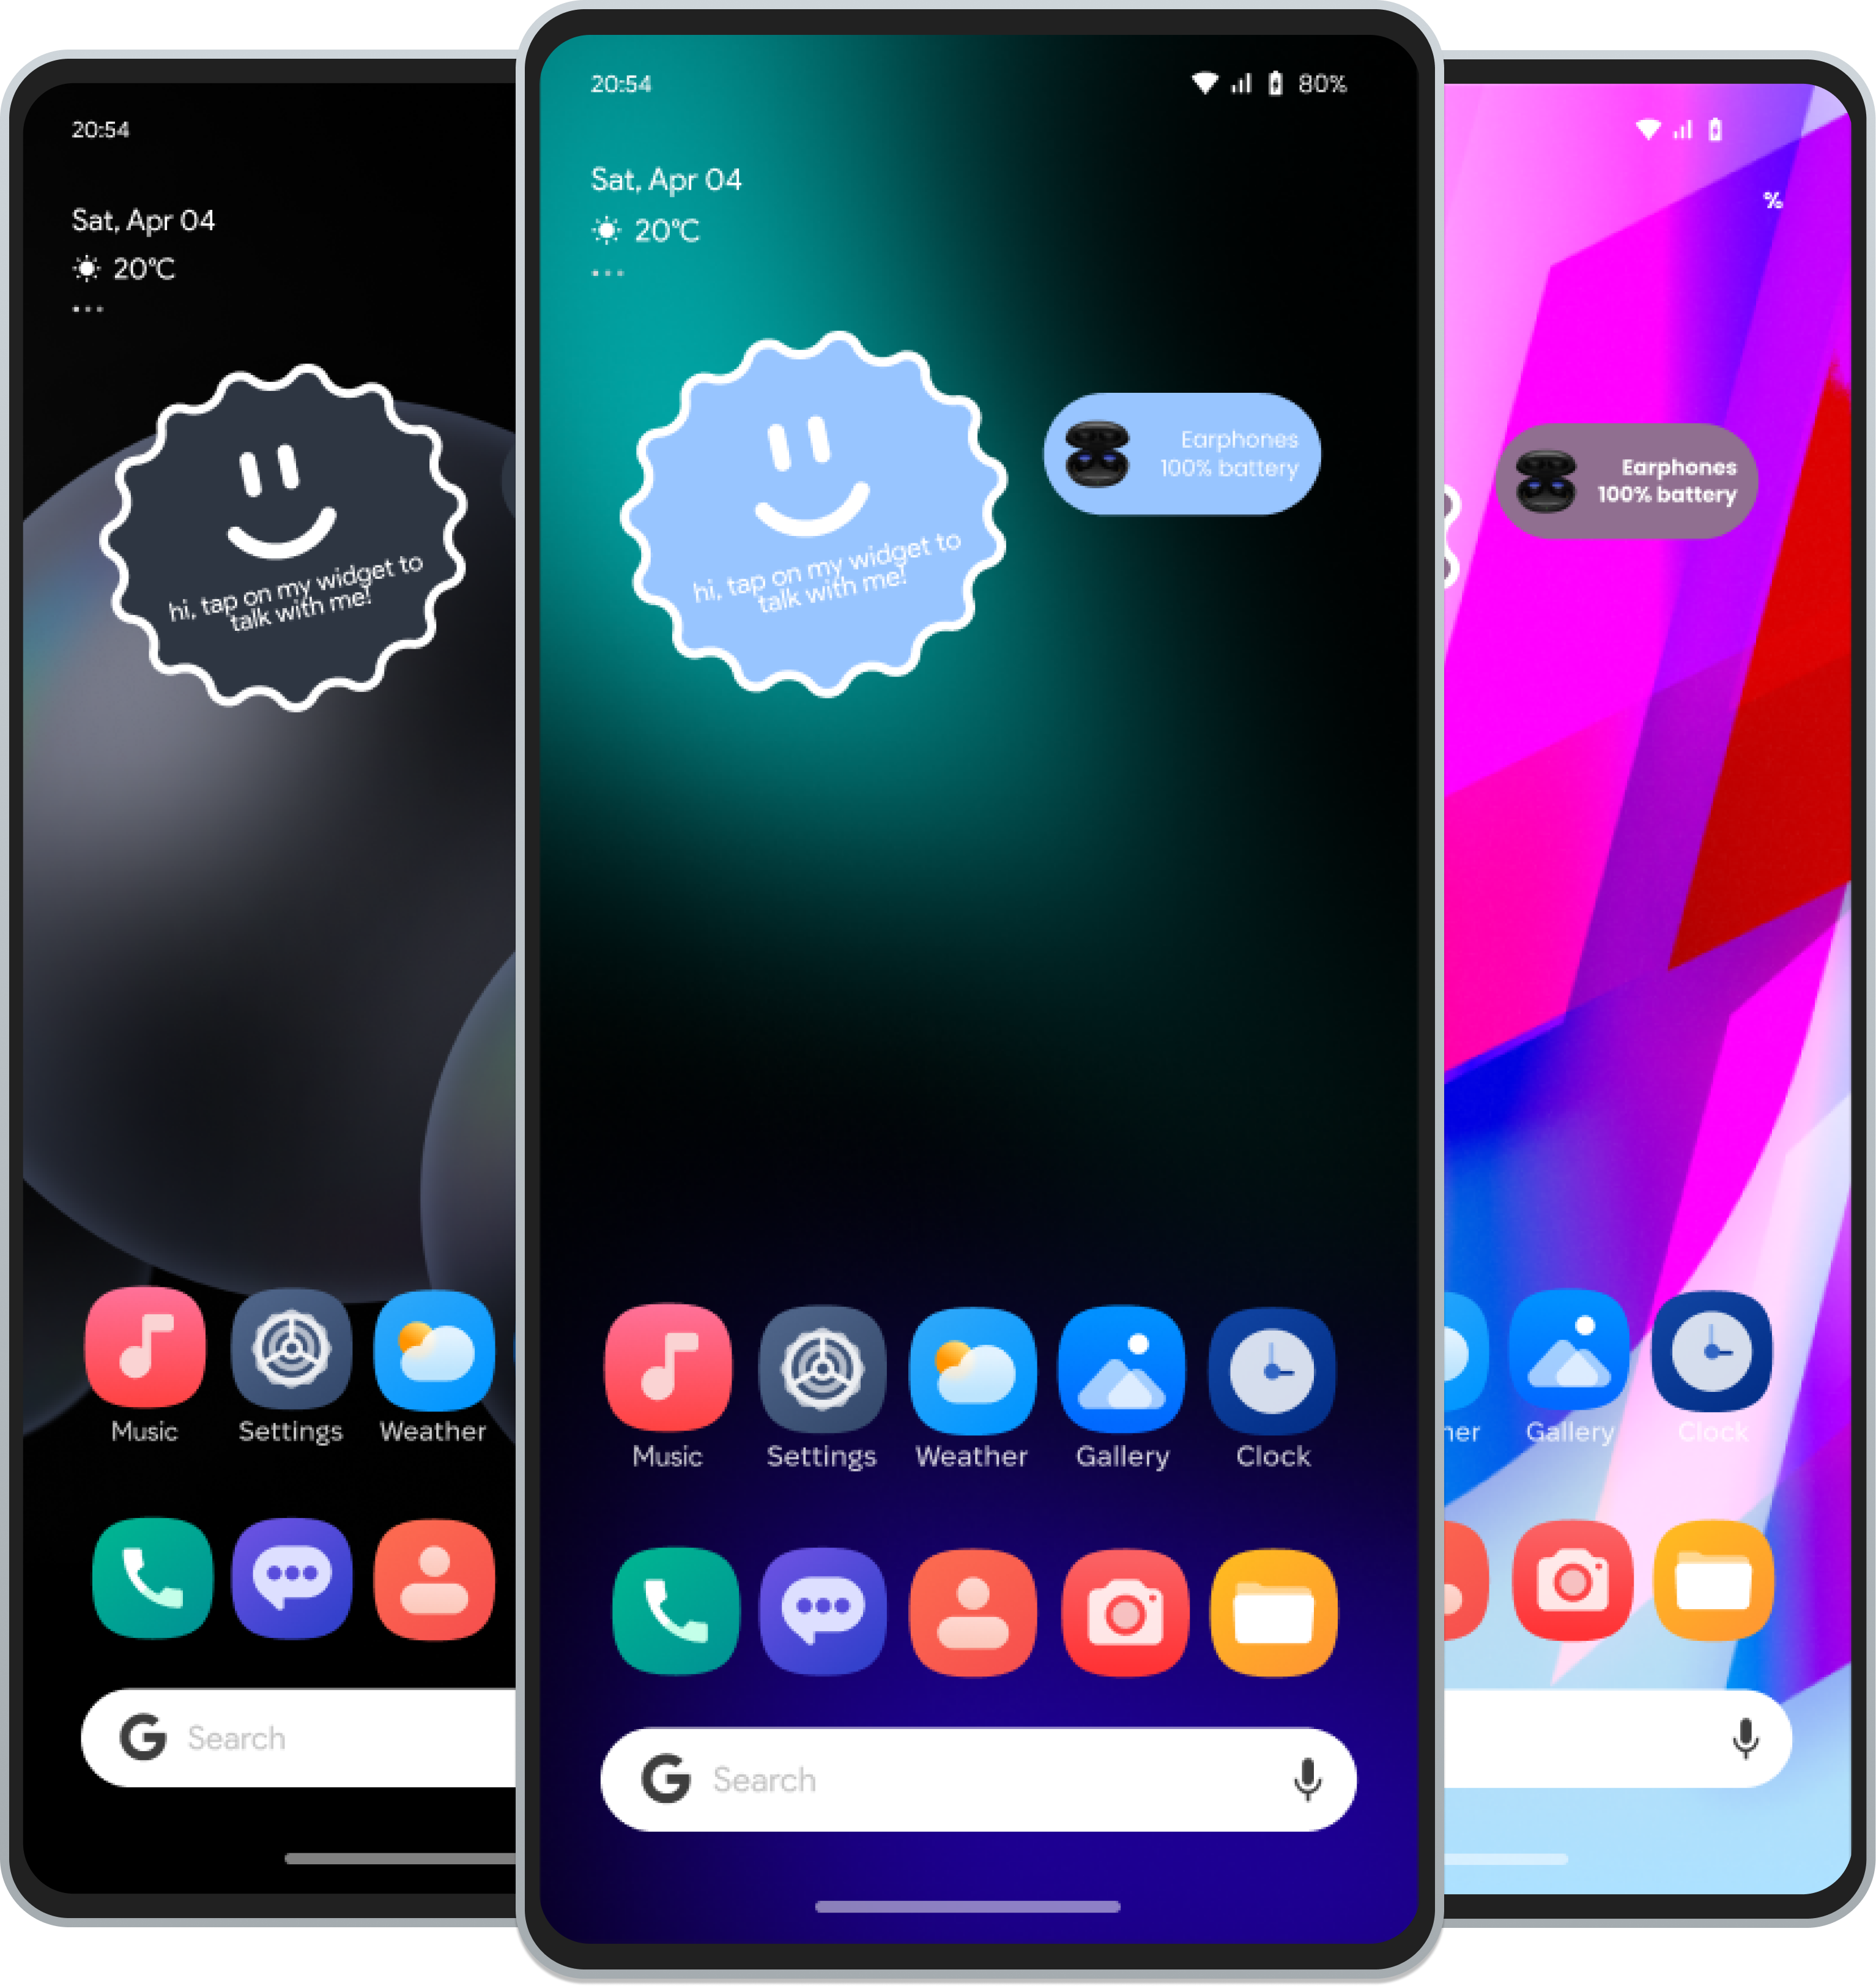 20:54
Sat, Apr 04
20°C
hi, tap on my widget to
talk with me!
Music Settings Weather
G Search
20:54 80%
Sat, Apr 04
20°C
hi, tap on my widget to
talk with me!
Earphones
100% battery
Music Settings Weather Gallery Clock
G Search
%
Earphones
100% battery
her Gallery Clock